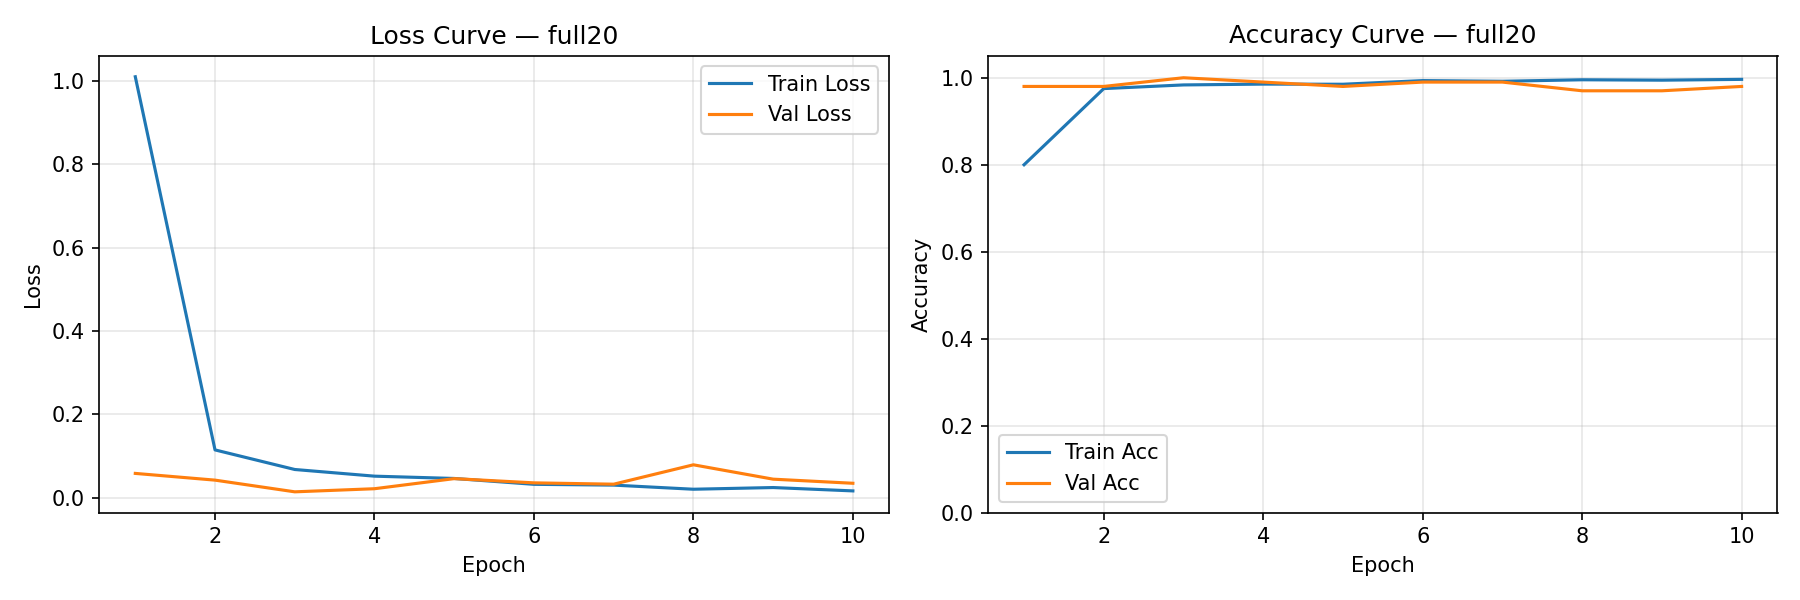 Loss Curve — full20
Loss
1.0
0.8
0.6
0.4
0.2
0.0
Train Loss
Val Loss
2 4 6 8 10
Epoch
Accuracy Curve — full20
Accuracy
1.0
0.8
0.6
0.4
0.2
0.0
Train Acc
Val Acc
2 4 6 8 10
Epoch